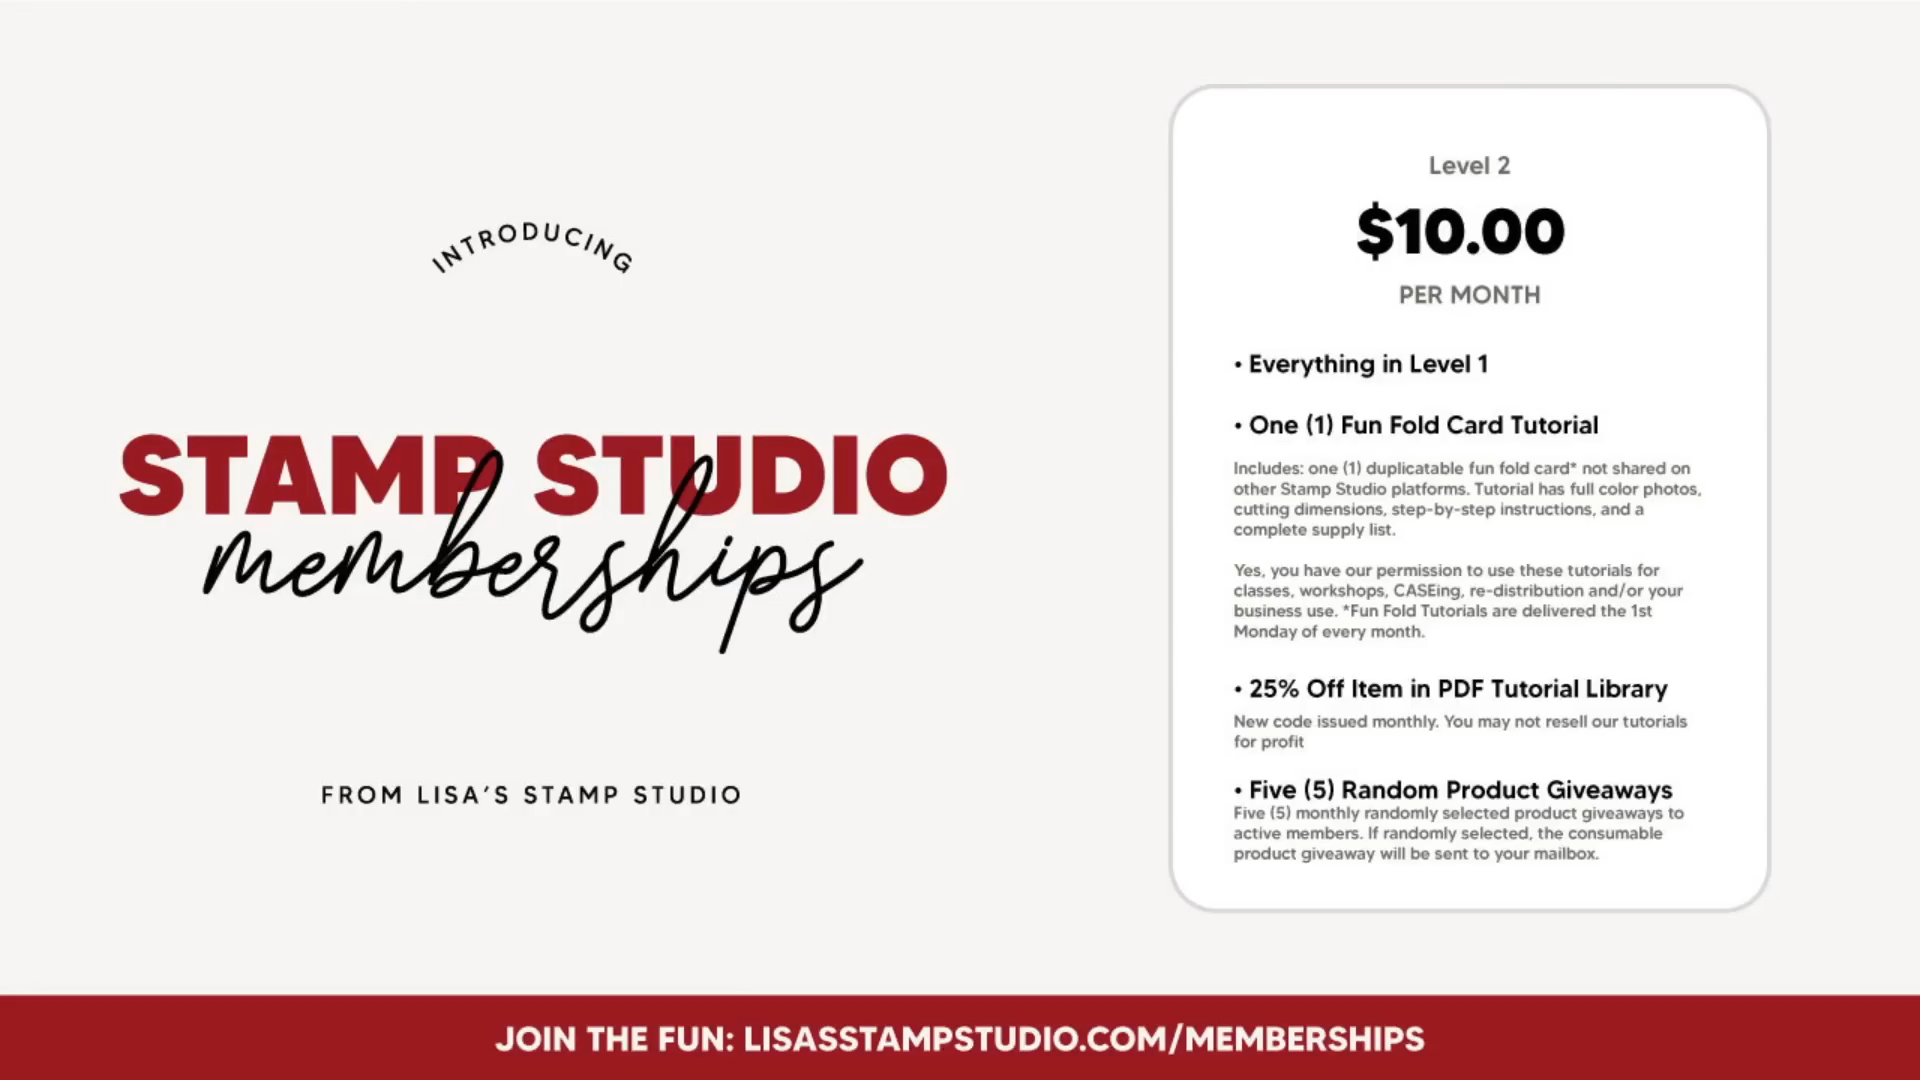 INTRODUCING
STAMP STUDIO
memberships
FROM LISA'S STAMP STUDIO
Level 2
$10.00
PER MONTH
• Everything in Level 1
• One (1) Fun Fold Card Tutorial
Includes: one (1) duplicatable fun fold card* not shared on
other Stamp Studio platforms. Tutorial has full color photos,
cutting dimensions, step-by-step instructions, and a
complete supply list.
Yes, you have our permission to use these tutorials for
classes, workshops, CASEing, re-distribution and/or your
business use. *Fun Fold Tutorials are delivered the 1st
Monday of every month.
• 25% Off Item in PDF Tutorial Library
New code issued monthly. You may not resell our tutorials
for profit
• Five (5) Random Product Giveaways
Five (5) monthly randomly selected product giveaways to
active members. If randomly selected, the consumable
product giveaway will be sent to your mailbox.
JOIN THE FUN: LISASSTAMPSTUDIO.COM/MEMBERSHIPS